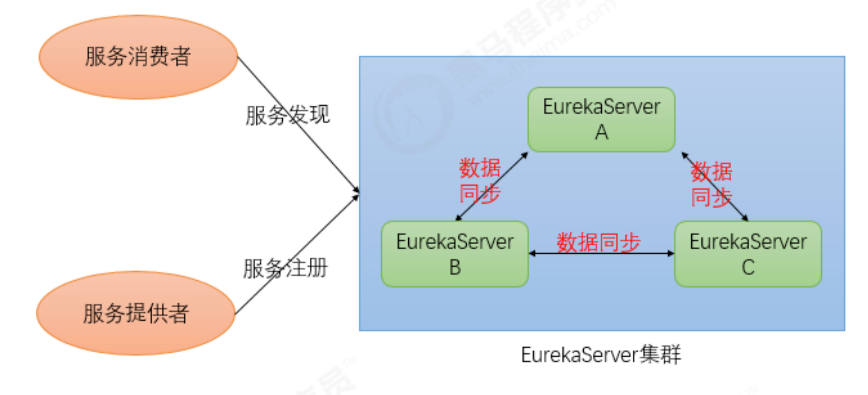 服务消费者
服务发现
EurekaServer
A
数据
同步
数据
同步
EurekaServer
B
数据同步
EurekaServer
C
服务注册
服务提供者
EurekaServer集群